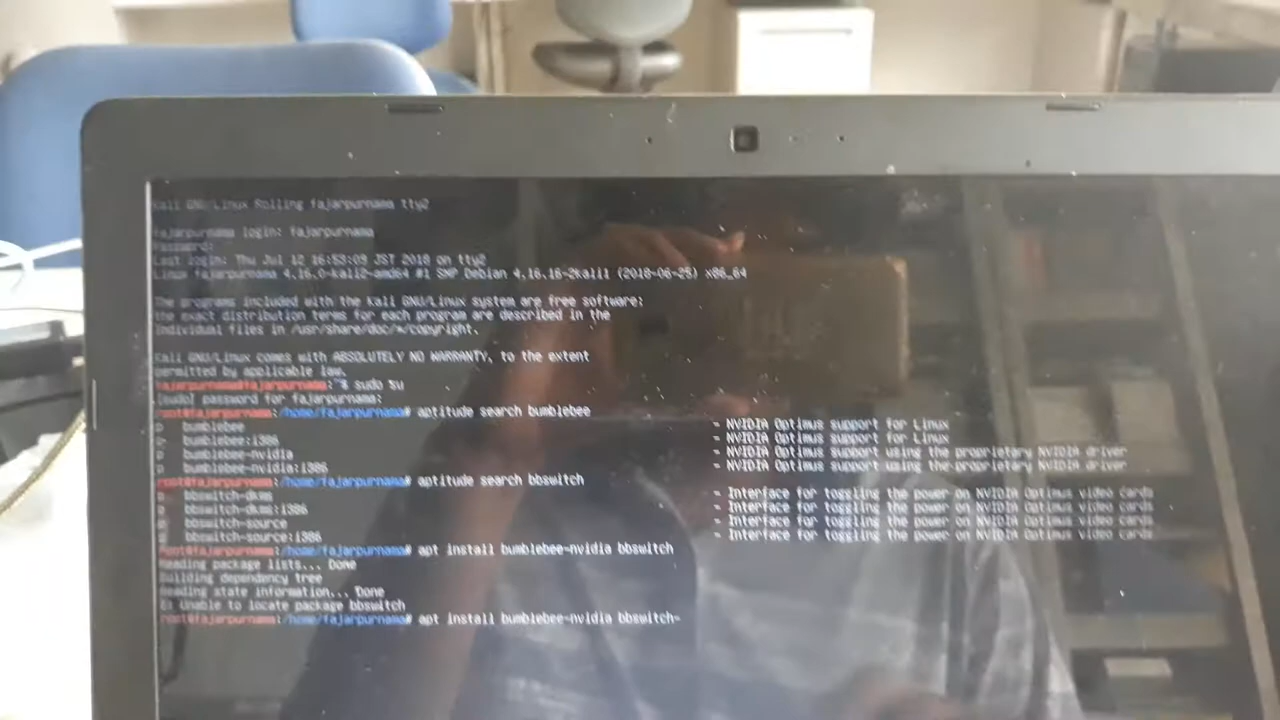 Kali GNU/Linux Rolling fajarpurnama tty2
fajarpurnama login: fajarpurnama
Password:
Last login: Thu Jul 12 16:53:09 JST 2018 on tty2
Linux fajarpurnama 4.16.0-kali2-amd64 #1 SMP Debian 4.16.16-2kali1 (2018-06-25) x86_64
The programs included with the Kali GNU/Linux system are free software;
the exact distribution terms for each program are described in the
individual files in /usr/share/doc/*/copyright.
Kali GNU/Linux comes with ABSOLUTELY NO WARRANTY, to the extent
permitted by applicable law.
fajarpurnama@fajarpurnama:~$ sudo su
[sudo] password for fajarpurnama:
root@fajarpurnama:/home/fajarpurnama# aptitude search bumblebee
p bumblebee - NVIDIA Optimus support for Linux
p bumblebee:i386 - NVIDIA Optimus support for Linux
p bumblebee-nvidia - NVIDIA Optimus support using the proprietary NVIDIA driver
p bumblebee-nvidia:i386 - NVIDIA Optimus support using the proprietary NVIDIA driver
root@fajarpurnama:/home/fajarpurnama# aptitude search bbswitch
p bbswitch-dkms - Interface for toggling the power on NVIDIA Optimus video cards
p bbswitch-dkms:i386 - Interface for toggling the power on NVIDIA Optimus video cards
p bbswitch-source - Interface for toggling the power on NVIDIA Optimus video cards
p bbswitch-source:i386 - Interface for toggling the power on NVIDIA Optimus video cards
root@fajarpurnama:/home/fajarpurnama# apt install bumblebee-nvidia bbswitch
Reading package lists... Done
Building dependency tree
Reading state information... Done
E: Unable to locate package bbswitch
root@fajarpurnama:/home/fajarpurnama# apt install bumblebee-nvidia bbswitch-